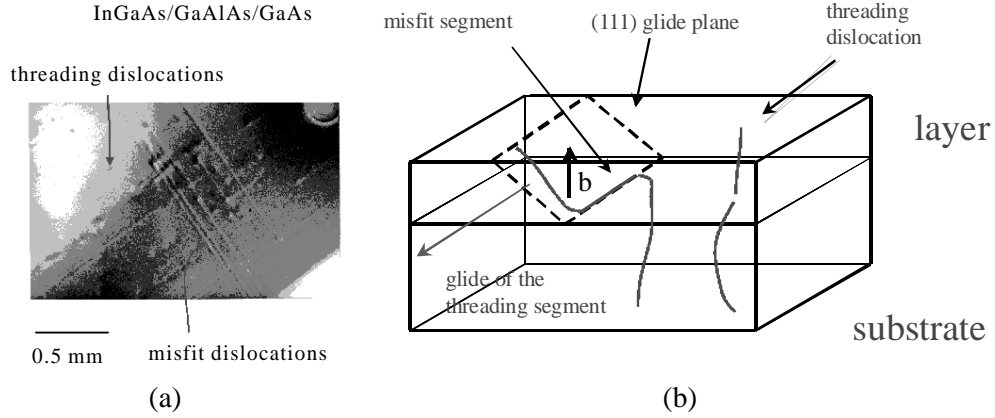 InGaAs/GaAlAs/GaAs
threading dislocations
0.5 mm
misfit dislocations
(a)
misfit segment
(111) glide plane
threading
dislocation
layer
b
glide of the
threading segment
substrate
(b)